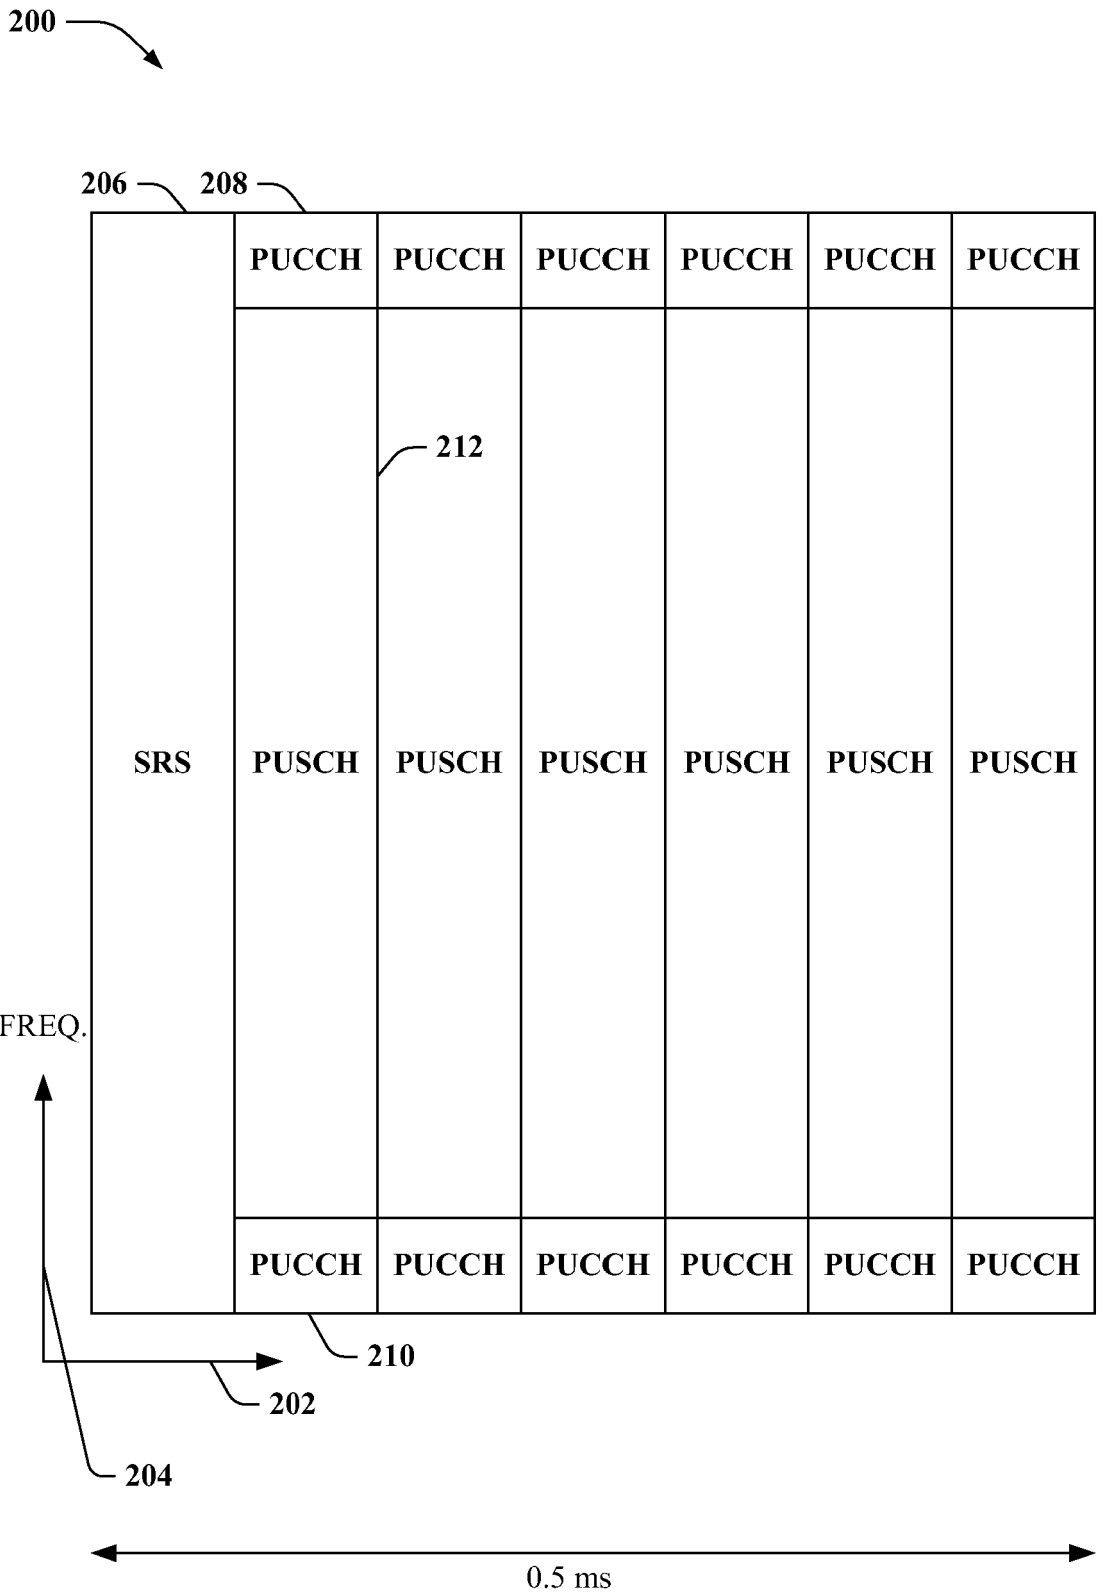 200
206 208
PUCCH PUCCH PUCCH PUCCH PUCCH PUCCH
212
SRS PUSCH PUSCH PUSCH PUSCH PUSCH PUSCH
FREQ.
PUCCH PUCCH PUCCH PUCCH PUCCH PUCCH
210
202
204
0.5 ms